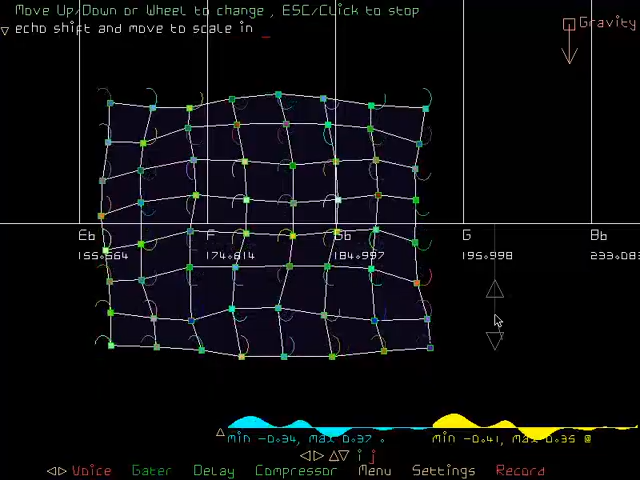 Move Up/Down or Wheel to change , ESC/Click to stop
echo shift and move to scale in _
Gravity
Eb F Gb G Bb
155.564 174.614 184.997 195.998 233.08
min -0.34, max 0.37 . min -0.41, max 0.35 @
i j
Voice Gater Delay Compressor Menu Settings Record